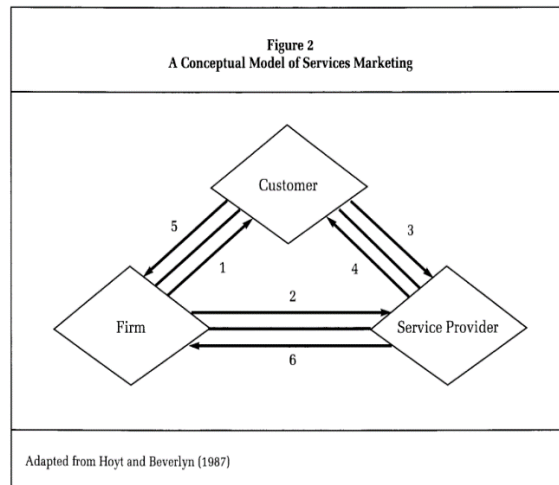 Figure 2
A Conceptual Model of Services Marketing
Customer
5
3
1
4
2
Firm
Service Provider
6
Adapted from Hoyt and Beverlyn (1987)